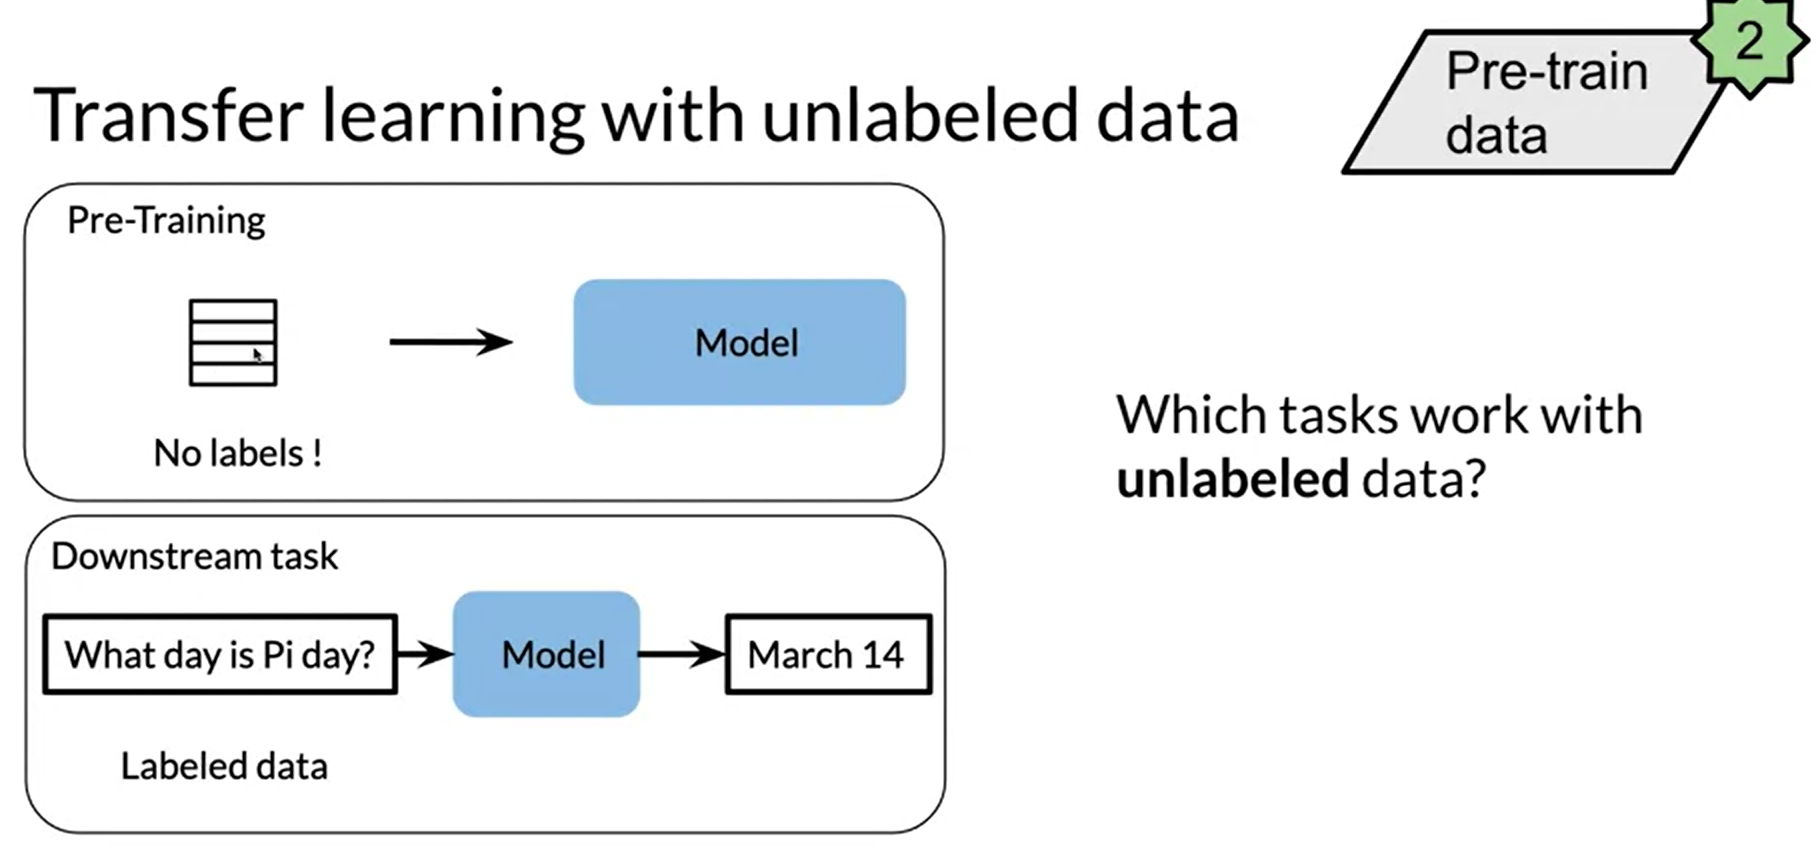 Transfer learning with unlabeled data
Pre-train
data
2
Pre-Training
Model
No labels !
Which tasks work with
unlabeled data?
Downstream task
What day is Pi day?
Model
March 14
Labeled data